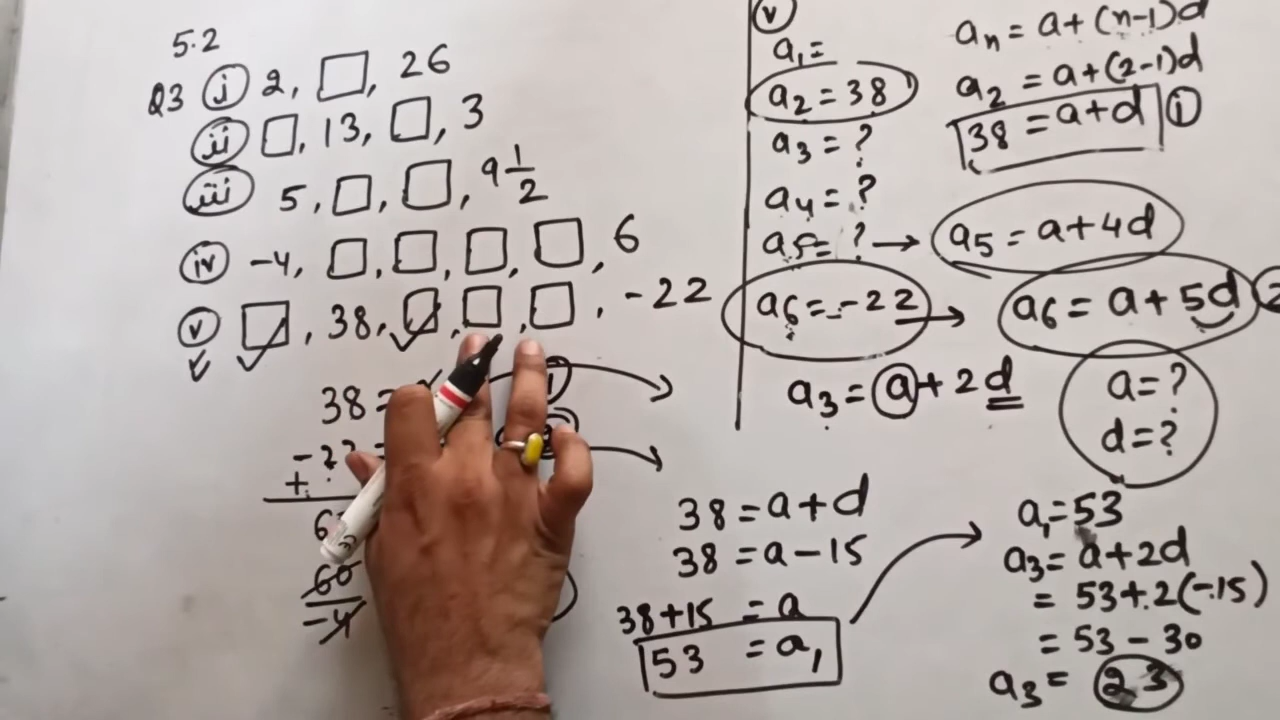 5.2
Q3 (i) 2, □, 26
(ii) □, 13, □, 3
(iii) 5, □, □, 9 1/2
(iv) -4, □, □, □, □, 6
(v) □, 38, □, □, □, -22
38 =
- 22 =
+
60
-4
(v)
a₁ =
a₂ = 38
a₃ = ?
a₄ = ?
a₅ = ? → a₅ = a + 4d
a₆ = -22 → a₆ = a + 5d (2
aₙ = a + (n-1)d
a₂ = a + (2-1)d
38 = a + d (i)
a₃ = a + 2d
a = ?
d = ?
38 = a + d
38 = a - 15
38 + 15 = a
53 = a₁
a₁ = 53
a₃ = a + 2d
= 53 + 2(-15)
= 53 - 30
a₃ = 23